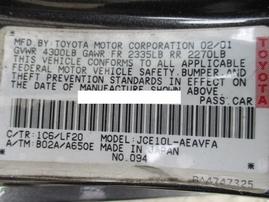 MFD. BY TOYOTA MOTOR CORPORATION 02/01
GVWR 4300LB GAWR FR 2335LB RR 2270LB
THIS VEHICLE CONFORMS TO ALL APPLICABLE
FEDERAL MOTOR VEHICLE SAFETY, BUMPER, AND
THEFT PREVENTION STANDARDS IN EFFECT ON
THE DATE OF MANUFACTURE SHOWN ABOVE.
PASS. CAR
C/TR: 1C6/LF20 MODEL: JCE10L-AEAVFA
A/TM: B02A/A650E MADE IN JAPAN
NO.094
BA4747325